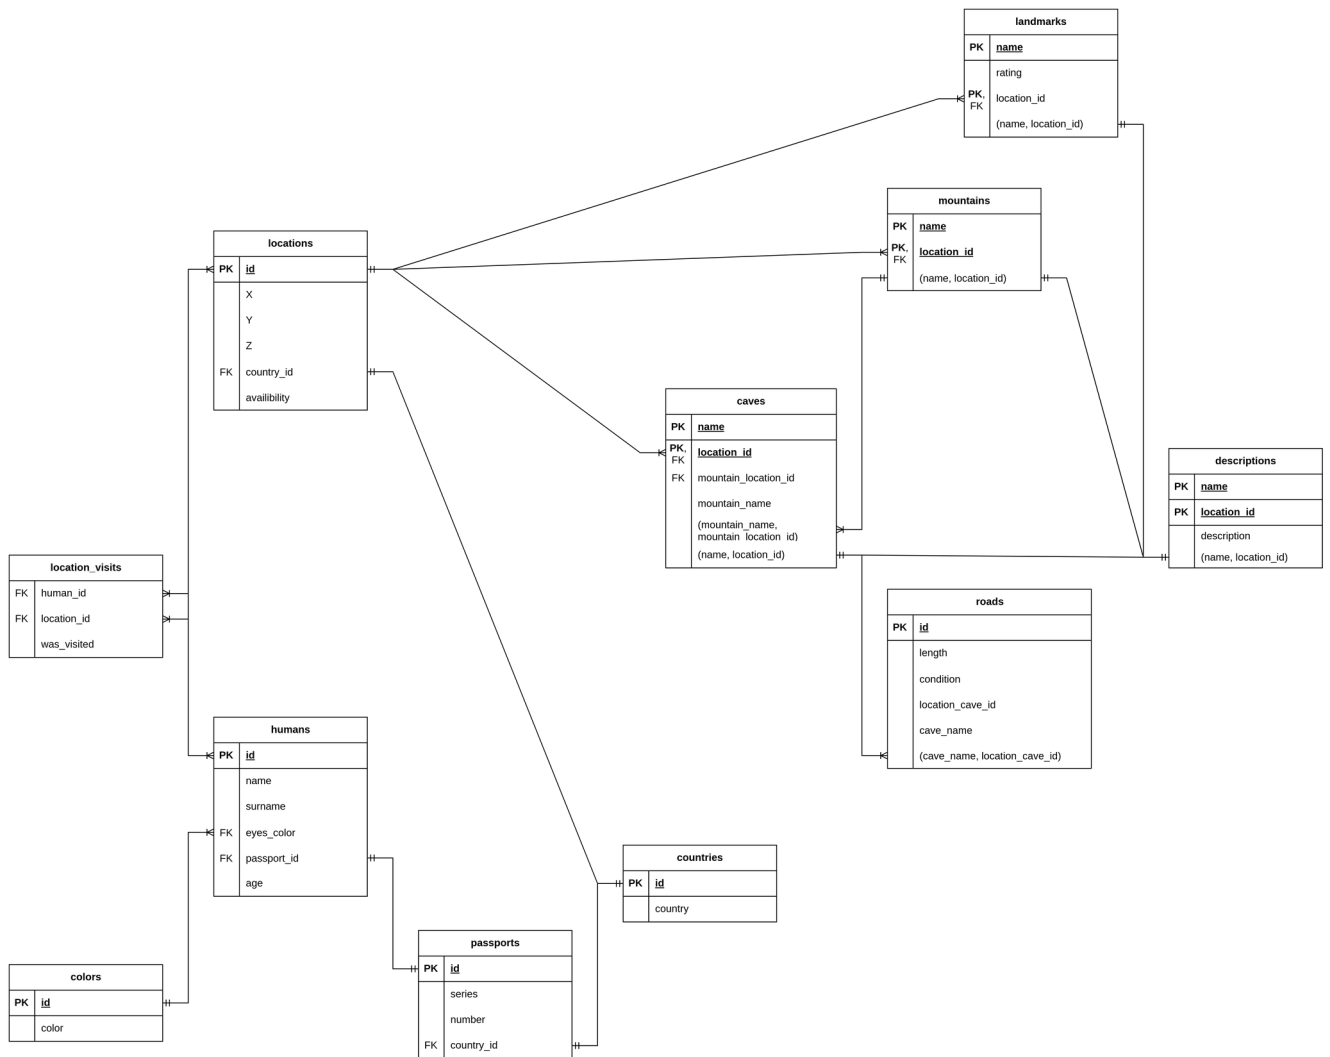 landmarks
PK name
rating
PK, FK location_id
(name, location_id)
mountains
PK name
PK, FK location_id
(name, location_id)
locations
PK id
X
Y
Z
FK country_id
availibility
caves
PK name
PK, FK location_id
FK mountain_location_id
mountain_name
(mountain_name,
mountain_location_id)
(name, location_id)
descriptions
PK name
PK location_id
description
(name, location_id)
location_visits
FK human_id
FK location_id
was_visited
roads
PK id
length
condition
location_cave_id
cave_name
(cave_name, location_cave_id)
humans
PK id
name
surname
FK eyes_color
FK passport_id
age
countries
PK id
country
passports
PK id
series
number
FK country_id
colors
PK id
color